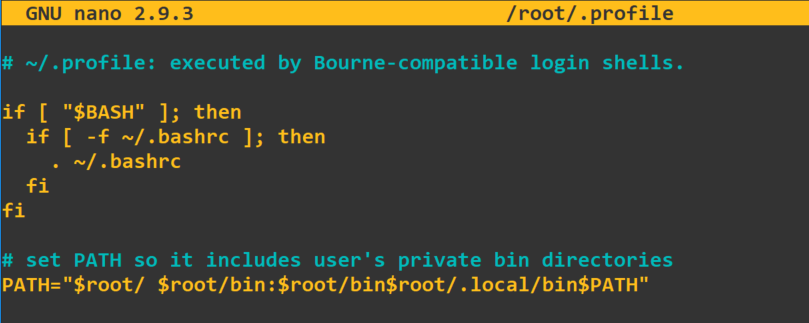 GNU nano 2.9.3 /root/.profile
# ~/.profile: executed by Bourne-compatible login shells.
if [ "$BASH" ]; then
if [ -f ~/.bashrc ]; then
. ~/.bashrc
fi
fi
# set PATH so it includes user's private bin directories
PATH="$root/ $root/bin:$root/bin$root/.local/bin$PATH"